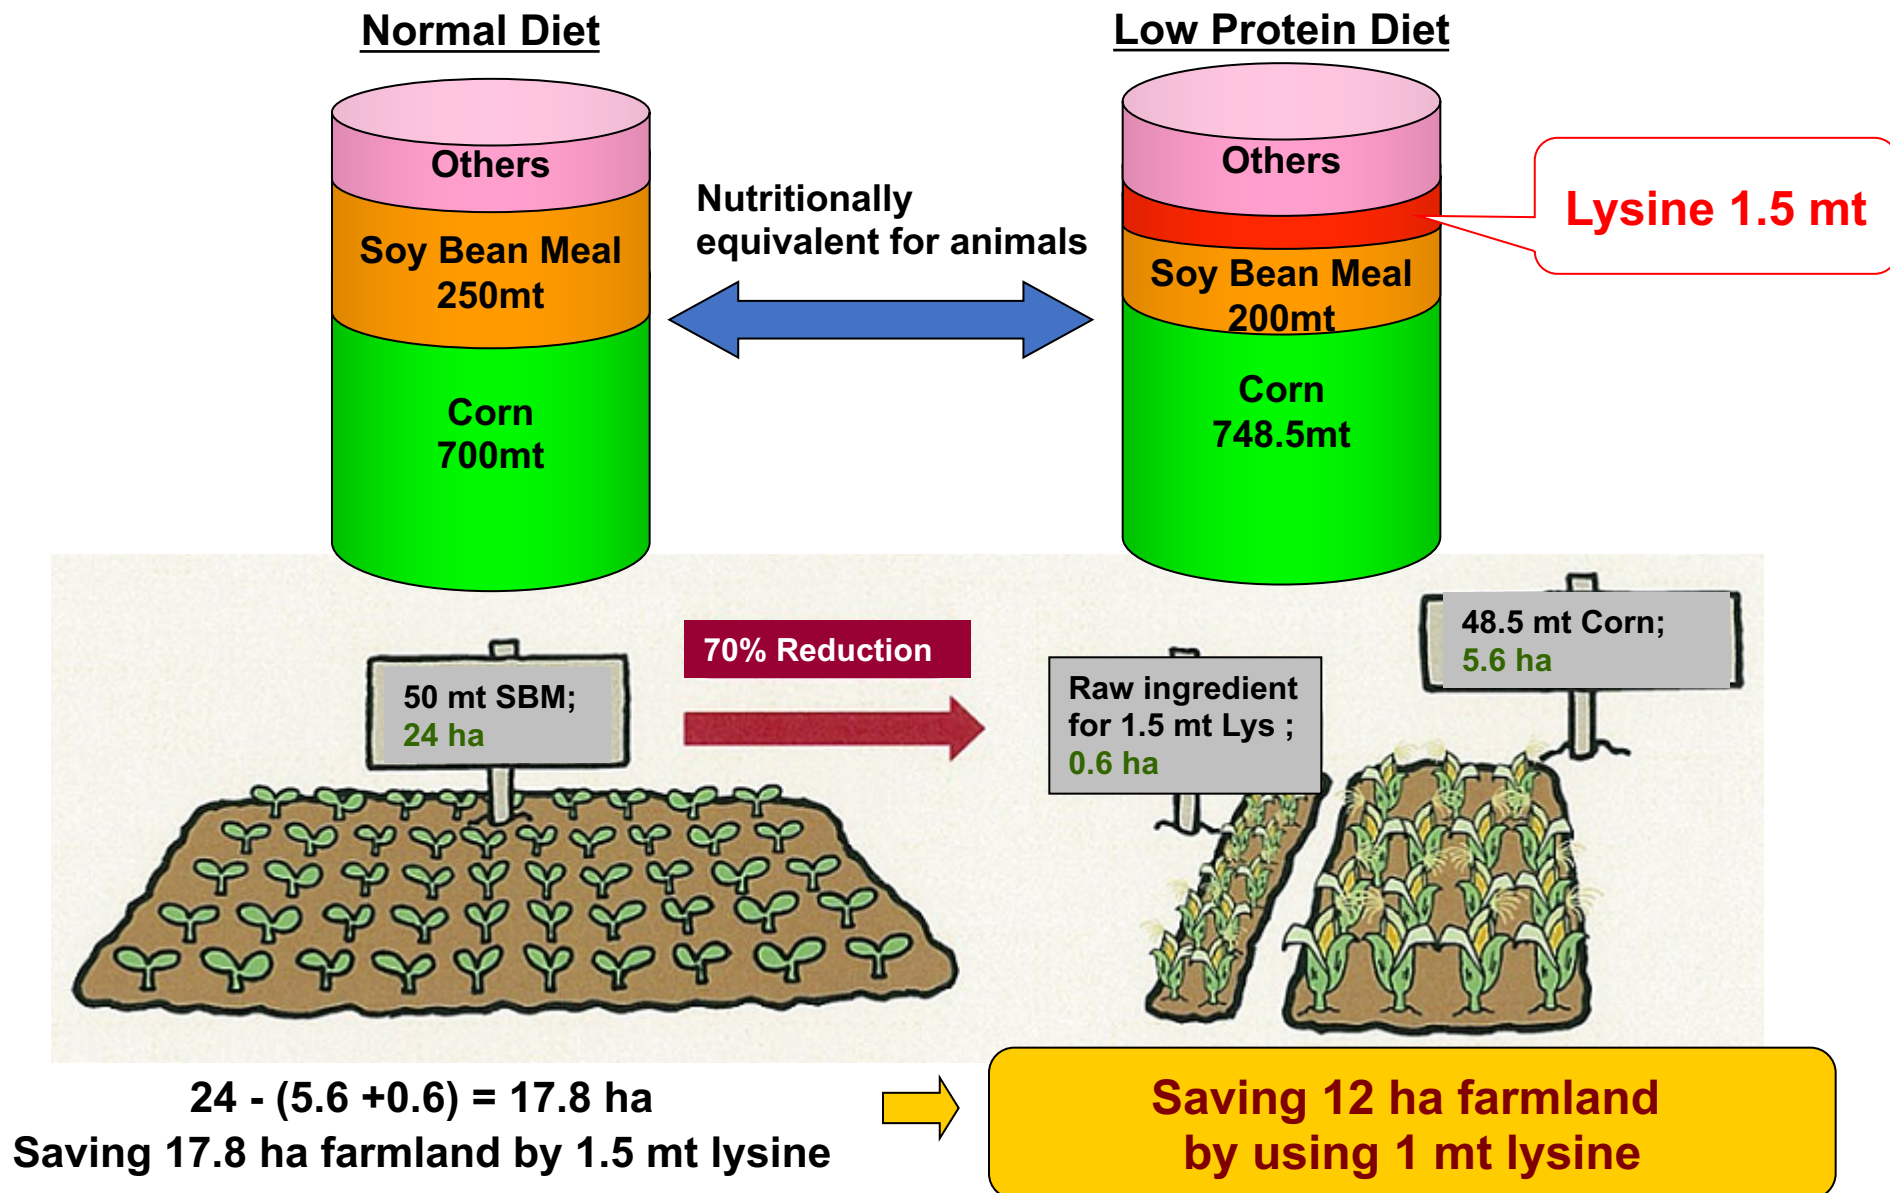 Normal Diet
Low Protein Diet
Others
Soy Bean Meal
250mt
Corn
700mt
Nutritionally
equivalent for animals
Others
Soy Bean Meal
200mt
Corn
748.5mt
Lysine 1.5 mt
50 mt SBM;
24 ha
70% Reduction
Raw ingredient
for 1.5 mt Lys ;
0.6 ha
48.5 mt Corn;
5.6 ha
24 - (5.6 +0.6) = 17.8 ha
Saving 17.8 ha farmland by 1.5 mt lysine
Saving 12 ha farmland
by using 1 mt lysine